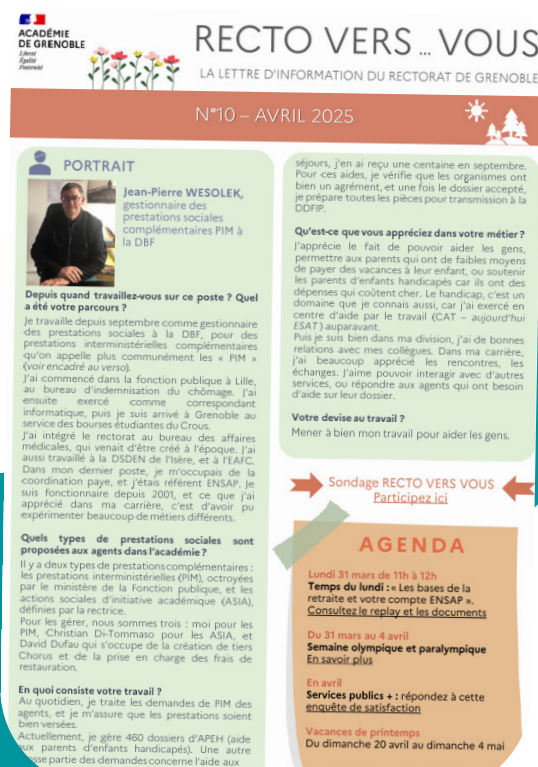 ACADÉMIE
DE GRENOBLE
Liberté
Égalité
Fraternité
RECTO VERS ... VOUS
LA LETTRE D'INFORMATION DU RECTORAT DE GRENOBLE
N°10 – AVRIL 2025
PORTRAIT
Jean-Pierre WESOLEK,
gestionnaire des
prestations sociales
complémentaires PIM à
la DBF
Depuis quand travaillez-vous sur ce poste ? Quel
a été votre parcours ?
Je travaille depuis septembre comme gestionnaire
des prestations sociales à la DBF, pour des
prestations interministérielles complémentaires
qu'on appelle plus communément les « PIM »
(voir encadré au verso).
J'ai commencé dans la fonction publique à Lille,
au bureau d'indemnisation du chômage. J'ai
ensuite exercé comme correspondant
informatique, puis je suis arrivé à Grenoble au
service des bourses étudiantes du Crous.
J'ai intégré le rectorat au bureau des affaires
médicales, qui venait d'être créé à l'époque. J'ai
aussi travaillé à la DSDEN de l'Isère, et à l'EAFC.
Dans mon dernier poste, je m'occupais de la
coordination paye, et j'étais référent ENSAP. Je
suis fonctionnaire depuis 2001, et ce que j'ai
apprécié dans ma carrière, c'est d'avoir pu
expérimenter beaucoup de métiers différents.
Quels types de prestations sociales sont
proposées aux agents dans l'académie ?
Il y a deux types de prestations complémentaires :
les prestations interministérielles (PIM), octroyées
par le ministère de la Fonction publique, et les
actions sociales d'initiative académique (ASIA),
définies par la rectrice.
Pour les gérer, nous sommes trois : moi pour les
PIM, Christian Di-Tommaso pour les ASIA, et
David Dufau qui s'occupe de la création de tiers
Chorus et de la prise en charge des frais de
restauration.
En quoi consiste votre travail ?
Au quotidien, je traite les demandes de PIM des
agents, et je m'assure que les prestations soient
bien versées.
Actuellement, je gère 460 dossiers d'APEH (aide
aux parents d'enfants handicapés). Une autre
grosse partie des demandes concerne l'aide aux
séjours, j'en ai reçu une centaine en septembre.
Pour ces aides, je vérifie que les organismes ont
bien un agrément, et une fois le dossier accepté,
je prépare toutes les pièces pour transmission à la
DDFIP.
Qu'est-ce que vous appréciez dans votre métier ?
J'apprécie le fait de pouvoir aider les gens,
permettre aux parents qui ont de faibles moyens
de payer des vacances à leur enfant, ou soutenir
les parents d'enfants handicapés car ils ont des
dépenses qui coûtent cher. Le handicap, c'est un
domaine que je connais aussi, car j'ai exercé en
centre d'aide par le travail (CAT – aujourd'hui
ESAT) auparavant.
Puis je suis bien dans ma division, j'ai de bonnes
relations avec mes collègues. Dans ma carrière,
j'ai beaucoup apprécié les rencontres, les
échanges. J'aime pouvoir interagir avec d'autres
services, ou répondre aux agents qui ont besoin
d'aide sur leur dossier.
Votre devise au travail ?
Mener à bien mon travail pour aider les gens.
Sondage RECTO VERS VOUS
Participez ici
AGENDA
Lundi 31 mars de 11h à 12h
Temps du lundi : « Les bases de la
retraite et votre compte ENSAP ».
Consultez le replay et les documents
Du 31 mars au 4 avril
Semaine olympique et paralympique
En savoir plus
En avril
Services publics + : répondez à cette
enquête de satisfaction
Vacances de printemps
Du dimanche 20 avril au dimanche 4 mai